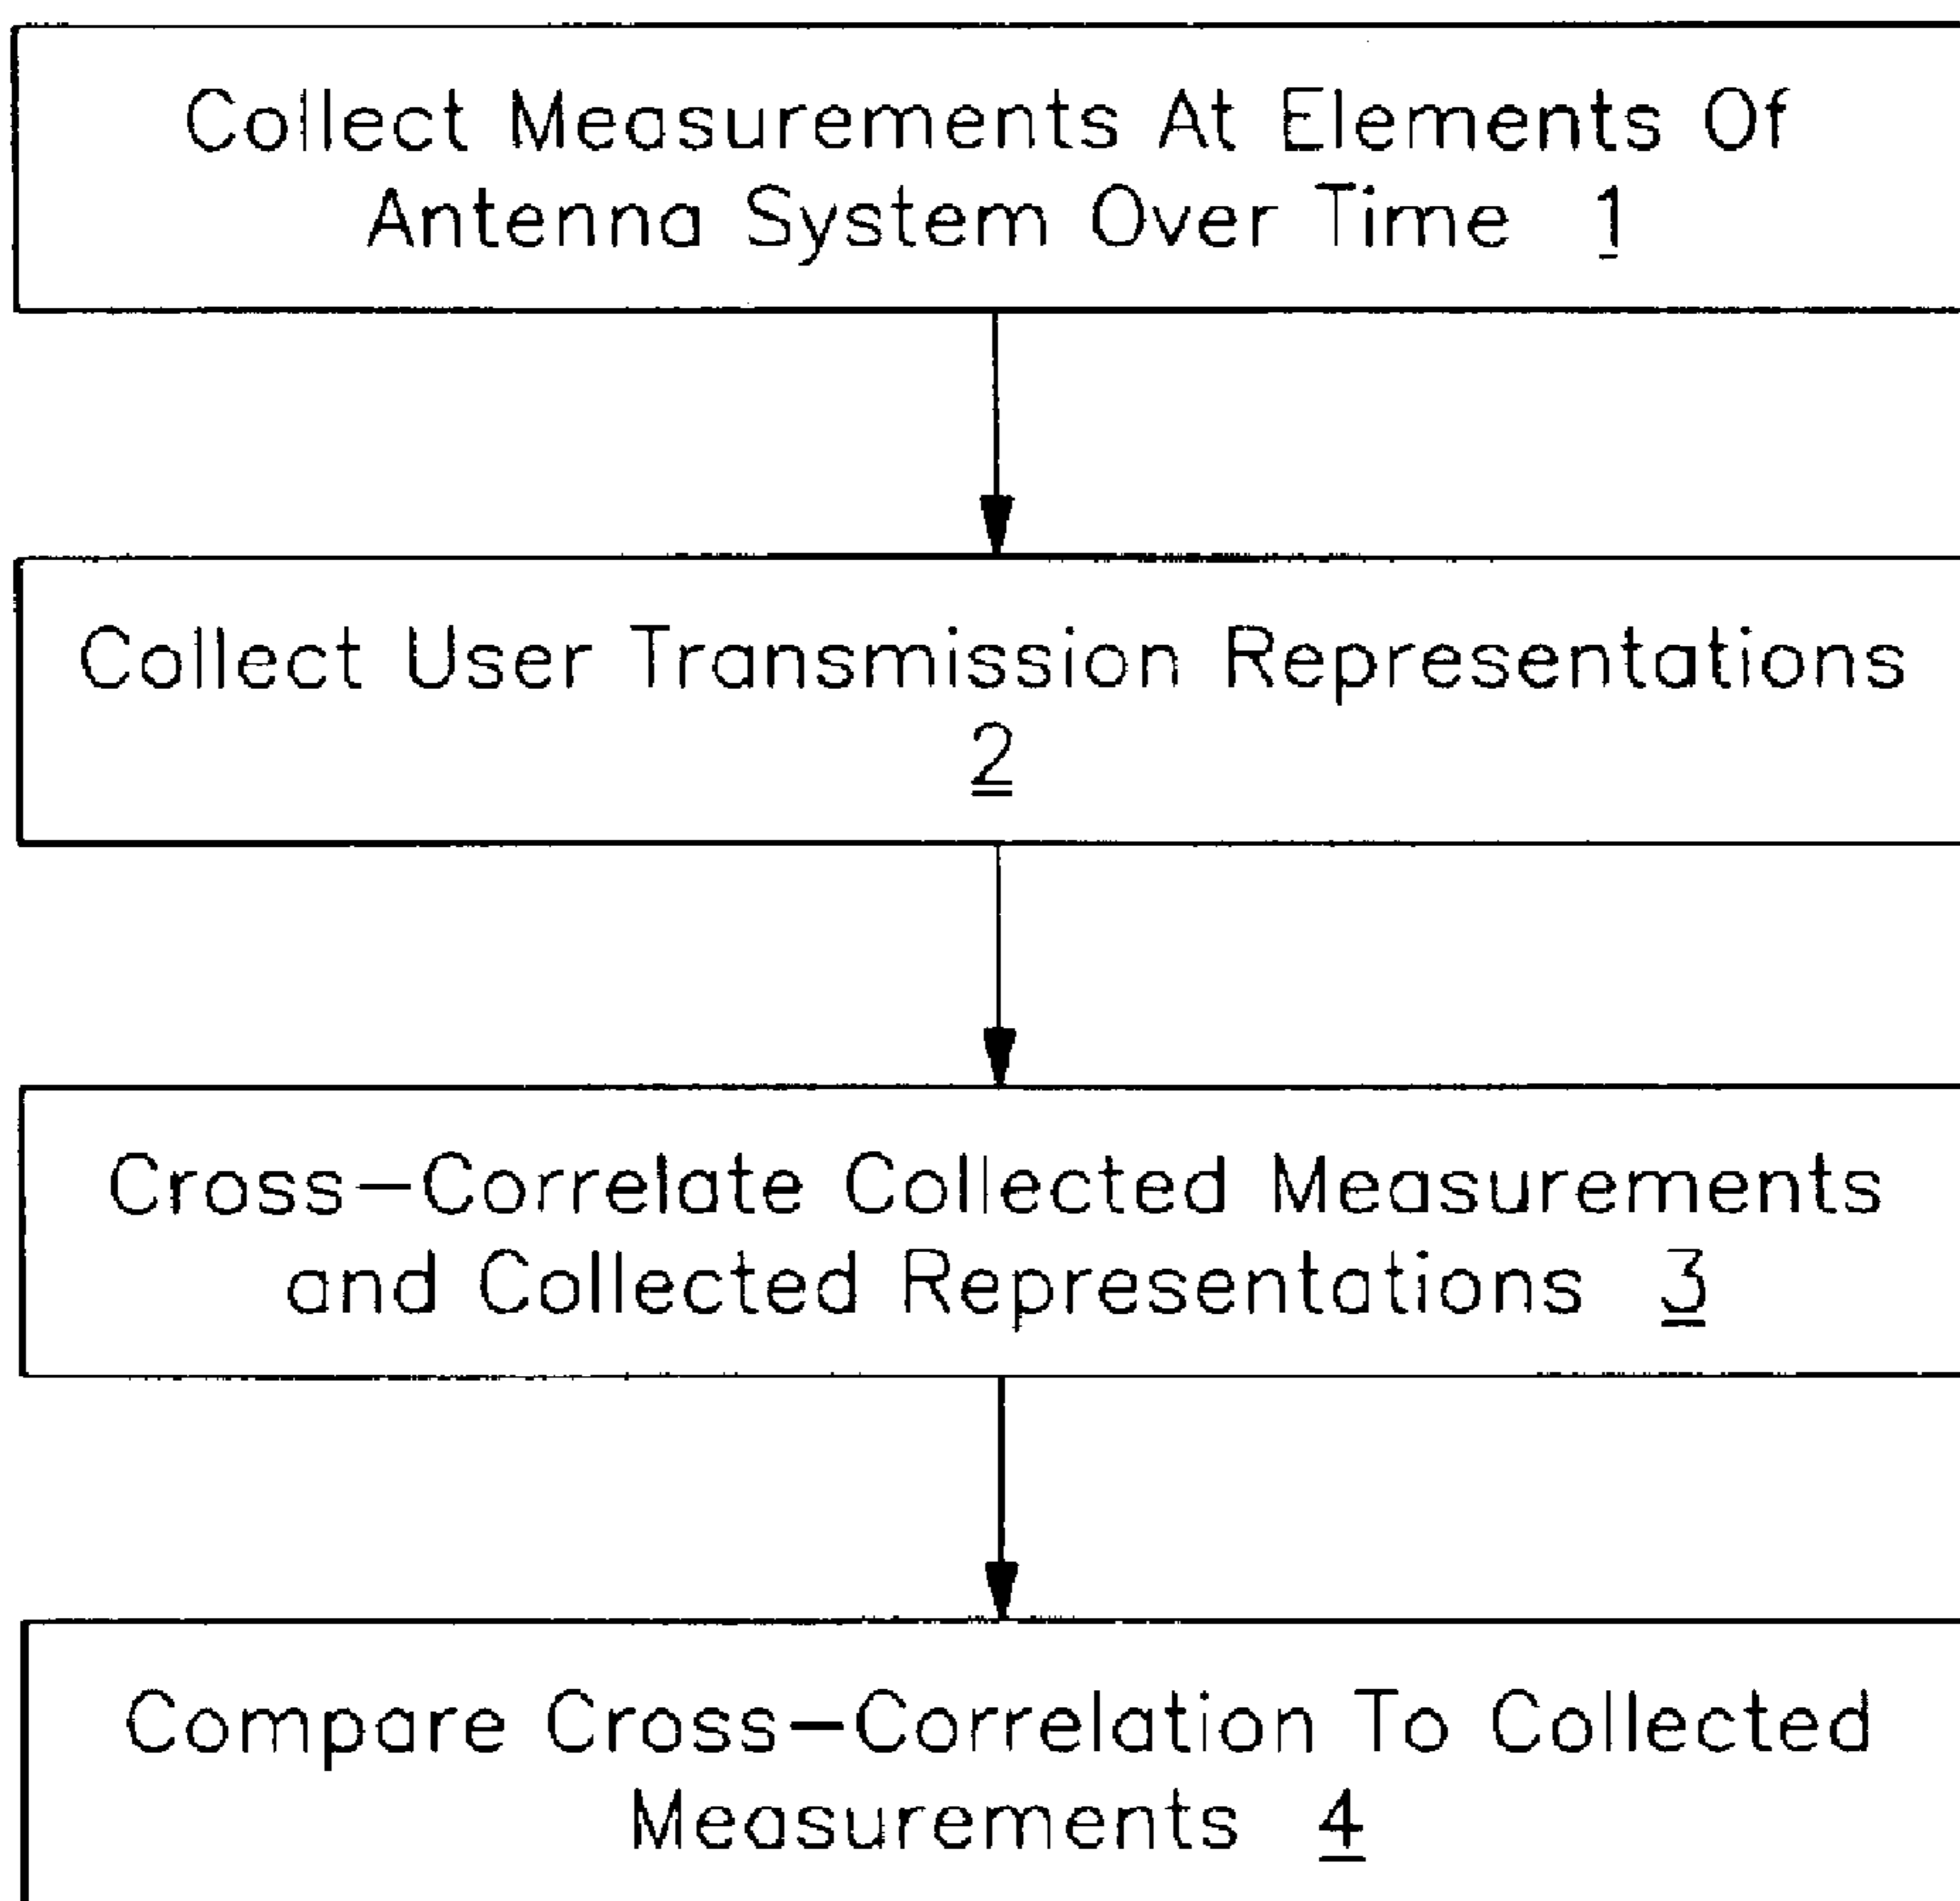 Collect Measurements At Elements Of
Antenna System Over Time 1
Collect User Transmission Representations
2
Cross-Correlate Collected Measurements
and Collected Representations 3
Compare Cross-Correlation To Collected
Measurements 4